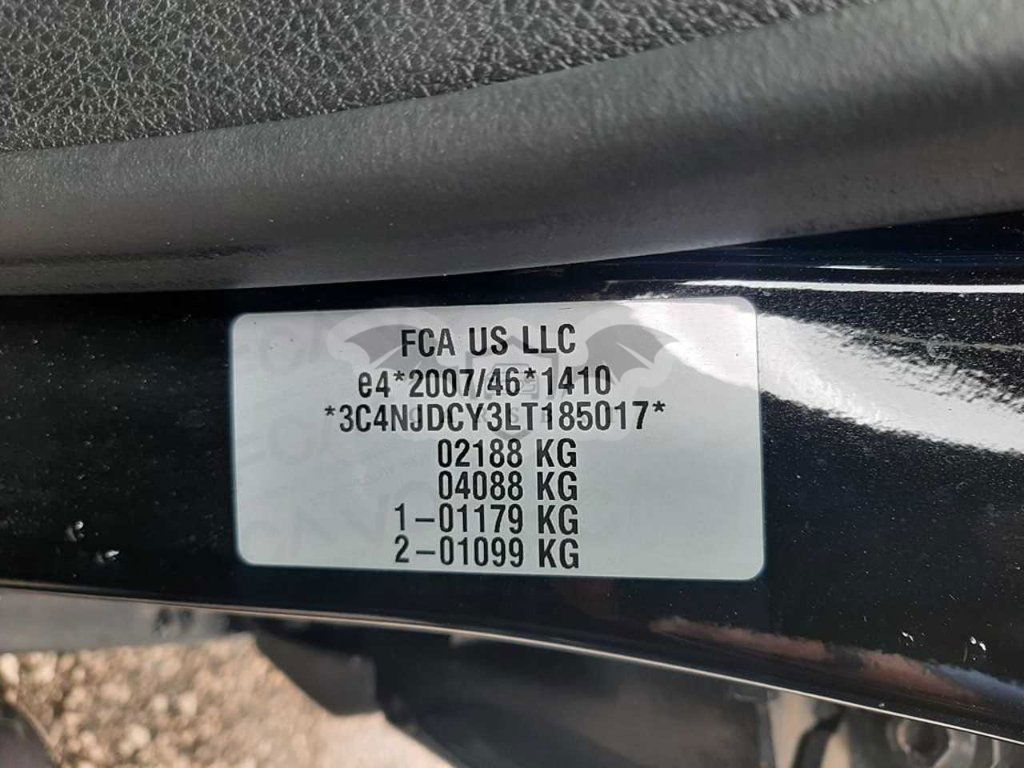 FCA US LLC
e4*2007/46*1410
*3C4NJDCY3LT185017*
02188 KG
04088 KG
1-01179 KG
2-01099 KG